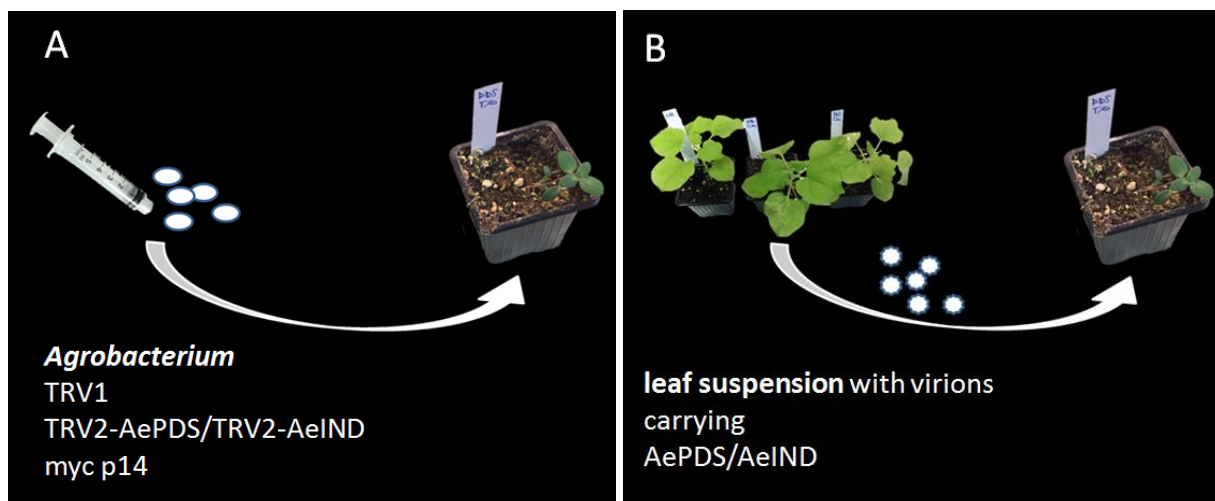 A
Agrobacterium
TRV1
TRV2-AePDS/TRV2-AeIND
myc p14
B
leaf suspension with virions
carrying
AePDS/AeIND